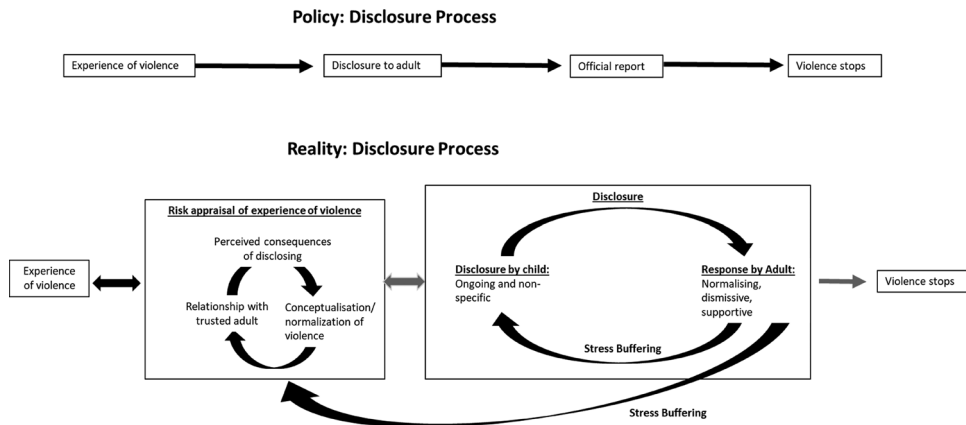 Policy: Disclosure Process
Experience of violence
Disclosure to adult
Official report
Violence stops
Reality: Disclosure Process
Experience
of violence
Risk appraisal of experience of violence
Perceived consequences
of disclosing
Relationship with
trusted adult
Conceptualisation/
normalization of
violence
Disclosure
Disclosure by child:
Ongoing and non-
specific
Response by Adult:
Normalising,
dismissive,
supportive
Stress Buffering
Violence stops
Stress Buffering